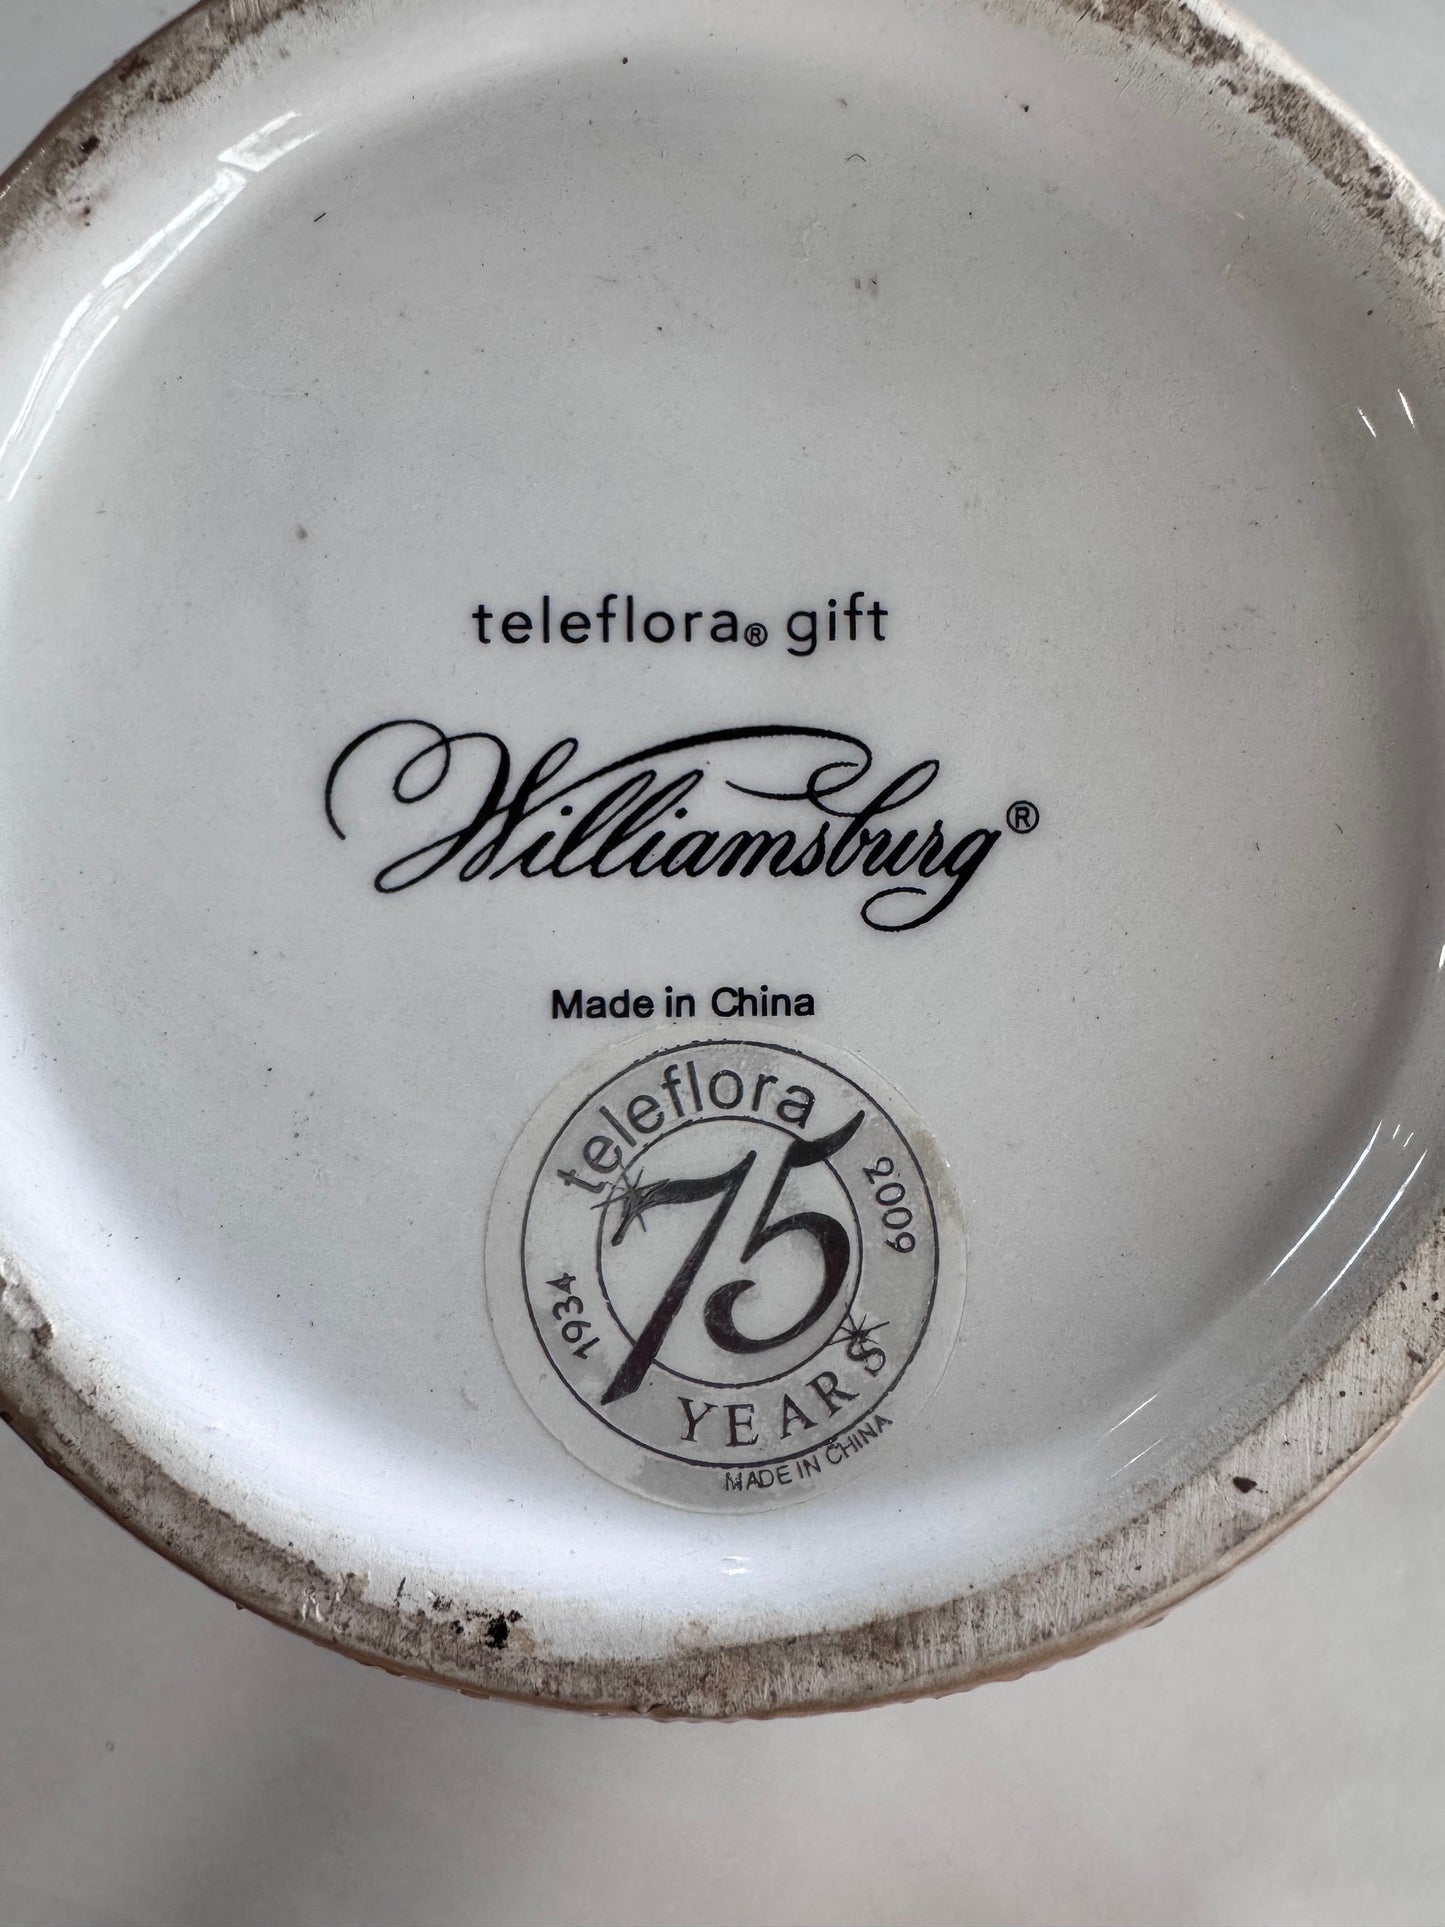 teleflora® gift
Williamsburg®
Made in China
teleflora
1934
75
2009
YEARS
MADE IN CHINA